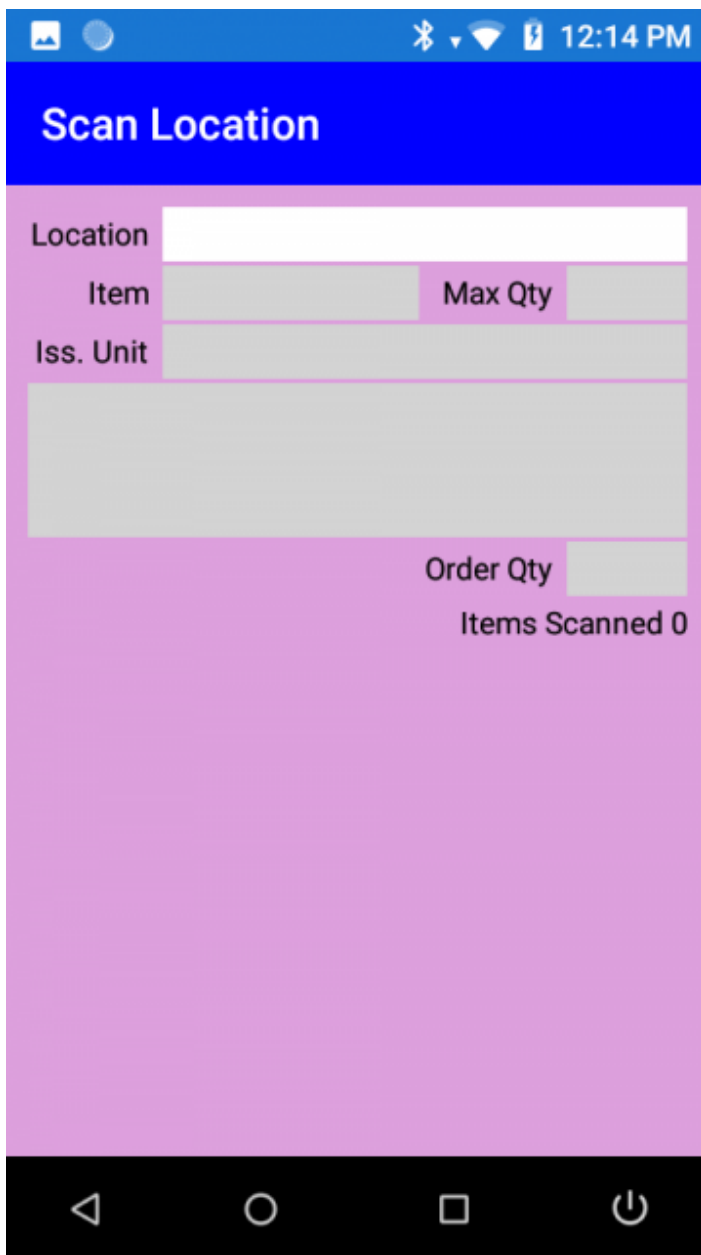 12:14 PM
Scan Location
Location
Item Max Qty
Iss. Unit
Order Qty
Items Scanned 0